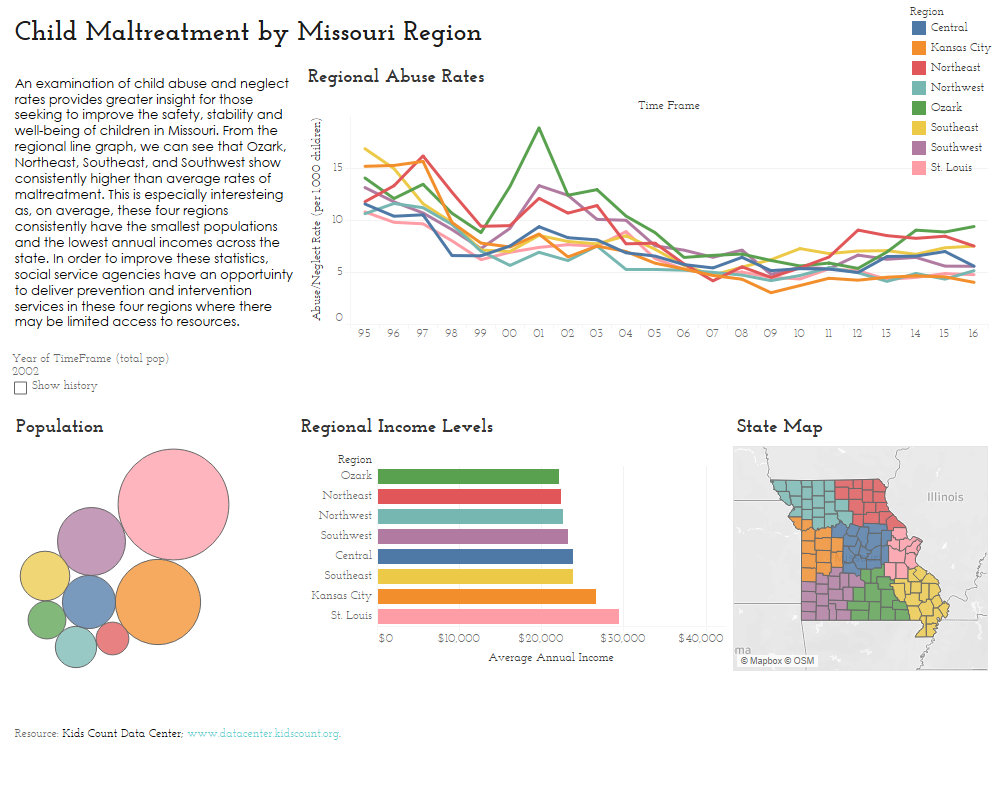 Child Maltreatment by Missouri Region
Region
Central
Kansas City
Northeast
Northwest
Ozark
Southeast
Southwest
St. Louis
An examination of child abuse and neglect
rates provides greater insight for those
seeking to improve the safety, stability and
well-being of children in Missouri. From the
regional line graph, we can see that Ozark,
Northeast, Southeast, and Southwest show
consistently higher than average rates of
maltreatment. This is especially interesteing
as, on average, these four regions
consistently have the smallest populations
and the lowest annual incomes across the
state. In order to improve these statistics,
social service agencies have an opportuinty
to deliver prevention and intervention
services in these four regions where there
may be limited access to resources.
Regional Abuse Rates
Time Frame
Abuse/Neglect Rate (per 1,000 children)
15
10
5
0
95 96 97 98 99 00 01 02 03 04 05 06 07 08 09 10 11 12 13 14 15 16
Year of TimeFrame (total pop)
2002
Show history
Population
Regional Income Levels
Region
Ozark
Northeast
Northwest
Southwest
Central
Southeast
Kansas City
St. Louis
$0 $10,000 $20,000 $30,000 $40,000
Average Annual Income
State Map
Illinois
ma
© Mapbox © OSM
Resource: Kids Count Data Center; www.datacenter.kidscount.org.